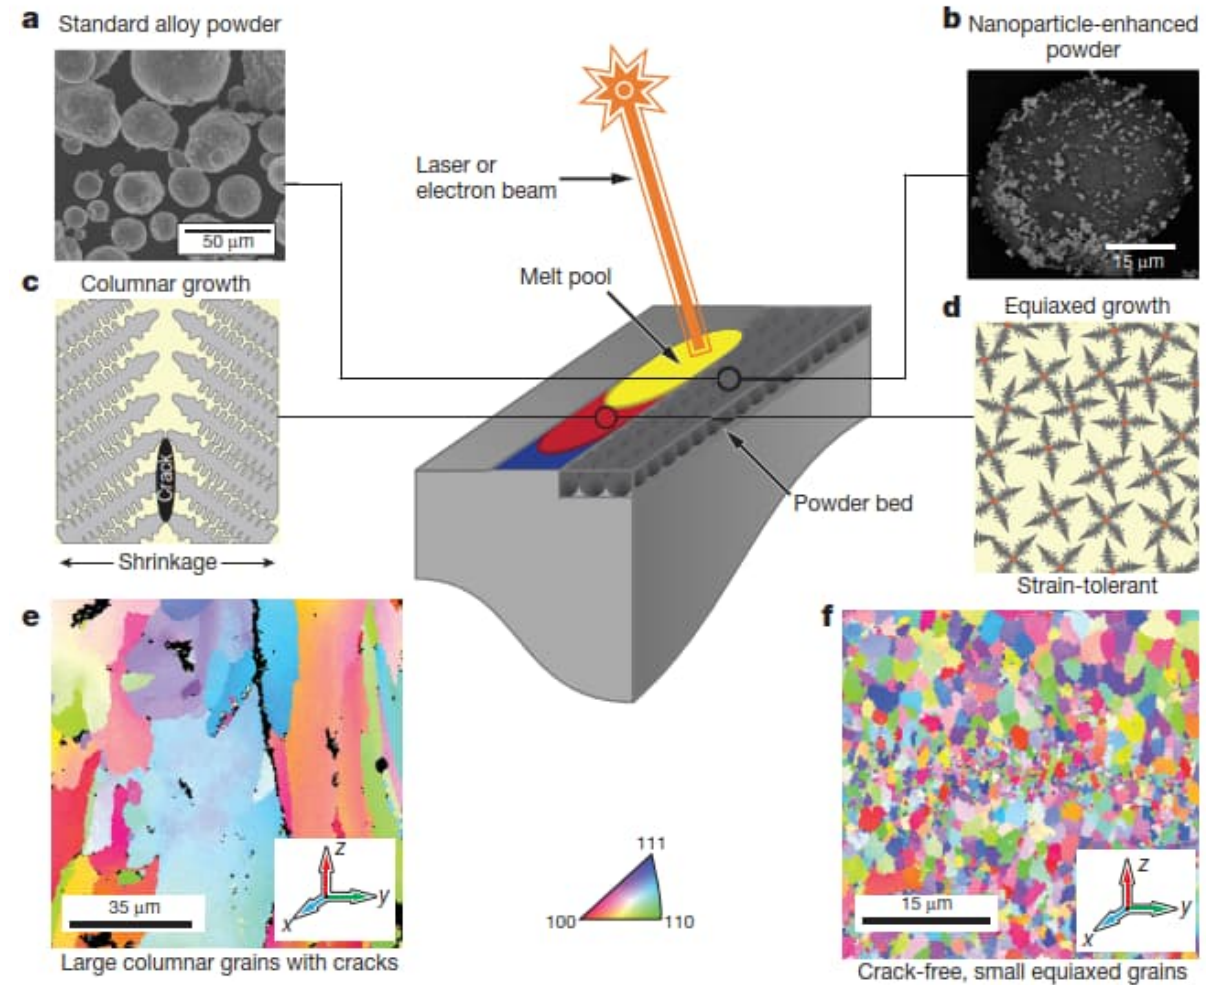 a Standard alloy powder
50 μm
b Nanoparticle-enhanced
powder
15 μm
Laser or
electron beam
Melt pool
Powder bed
c Columnar growth
Crack
Shrinkage
d Equiaxed growth
Strain-tolerant
e
35 μm
z
y
x
Large columnar grains with cracks
111
100
110
f
15 μm
z
y
x
Crack-free, small equiaxed grains